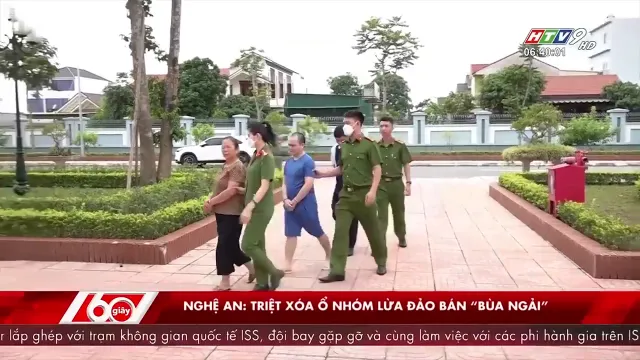 HTV9 HD
06:40:01
60 giây
NGHỆ AN: TRIỆT XÓA Ổ NHÓM LỪA ĐẢO BÁN "BÙA NGẢI"
r lắp ghép với trạm không gian quốc tế ISS, đội bay gặp gỡ và cùng làm việc với các phi hành gia trên IS